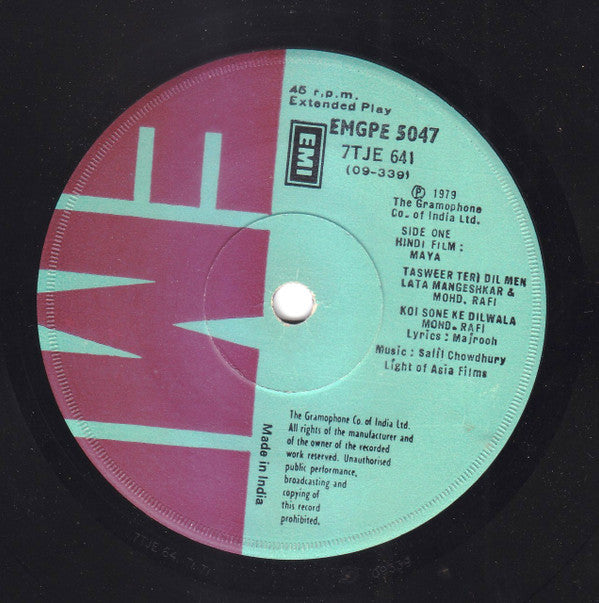 45 r.p.m.
Extended Play
EMI
EMGPE 5047
7TJE 641
(09-339)
Ⓟ 1979
The Gramophone
Co. of India Ltd.
SIDE ONE
HINDI FILM :
MAYA
TASWEER TERI DIL MEN
LATA MANGESHKAR &
MOHD. RAFI
KOI SONE KE DILWALA
MOHD. RAFI
Lyrics : Majrooh
Music : Salil Chowdhury
Light of Asia Films
The Gramophone Co. of India Ltd.
All rights of the manufacturer and
of the owner of the recorded
work reserved. Unauthorised
public performance,
broadcasting and
copying of
this record
prohibited.
Made in India
EMI
7TJE 64
09339